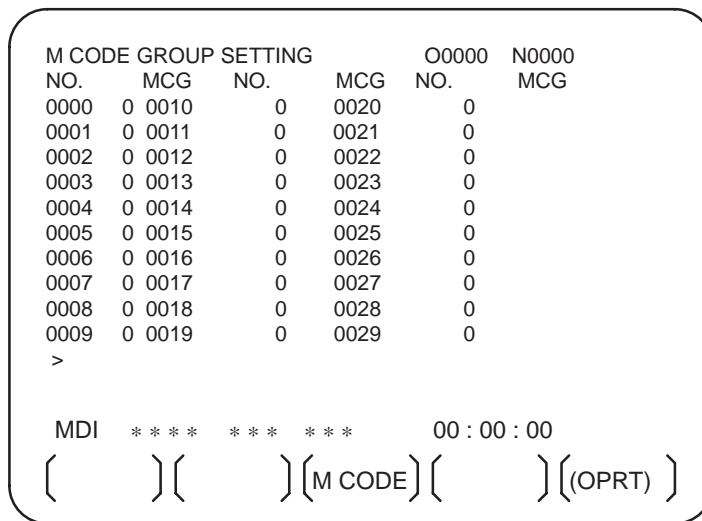 M CODE GROUP SETTING O0000 N0000
NO. MCG NO. MCG NO. MCG
0000 0 0010 0 0020 0
0001 0 0011 0 0021 0
0002 0 0012 0 0022 0
0003 0 0013 0 0023 0
0004 0 0014 0 0024 0
0005 0 0015 0 0025 0
0006 0 0016 0 0026 0
0007 0 0017 0 0027 0
0008 0 0018 0 0028 0
0009 0 0019 0 0029 0
>
MDI ∗∗∗∗ ∗∗∗ ∗∗∗ 00 : 00 : 00
[ ] [ ] [M CODE] [ ] [(OPRT) ]